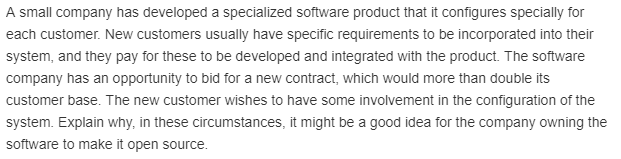 A small company has developed a specialized software product that it configures specially for
each customer. New customers usually have specific requirements to be incorporated into their
system, and they pay for these to be developed and integrated with the product. The software
company has an opportunity to bid for a new contract, which would more than double its
customer base. The new customer wishes to have some involvement in the configuration of the
system. Explain why, in these circumstances, it might be a good idea for the company owning the
software to make it open source.